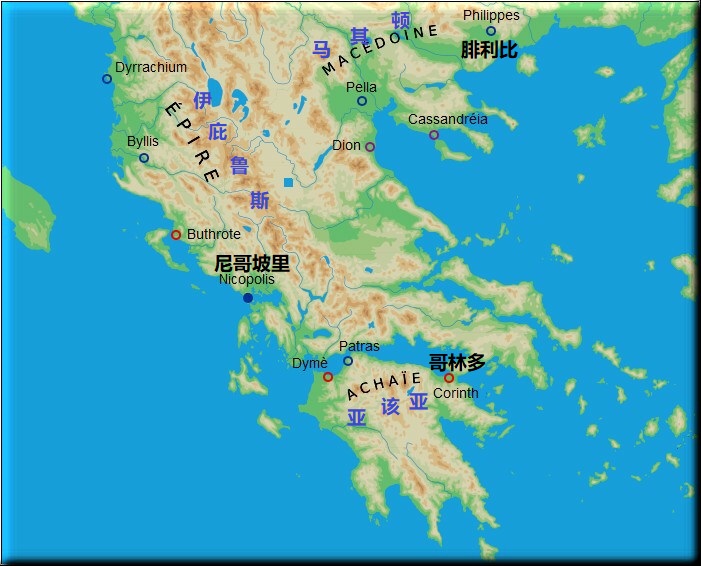 Philippes
腓利比
马其顿
MACÉDOINE
Dyrrachium
Pella
伊庇鲁斯
ÉPIRE
Cassandréia
Byllis
Dion
Buthrote
尼哥坡里
Nicopolis
Patras
Dymè
哥林多
ACHAÏE
亚该亚
Corinth